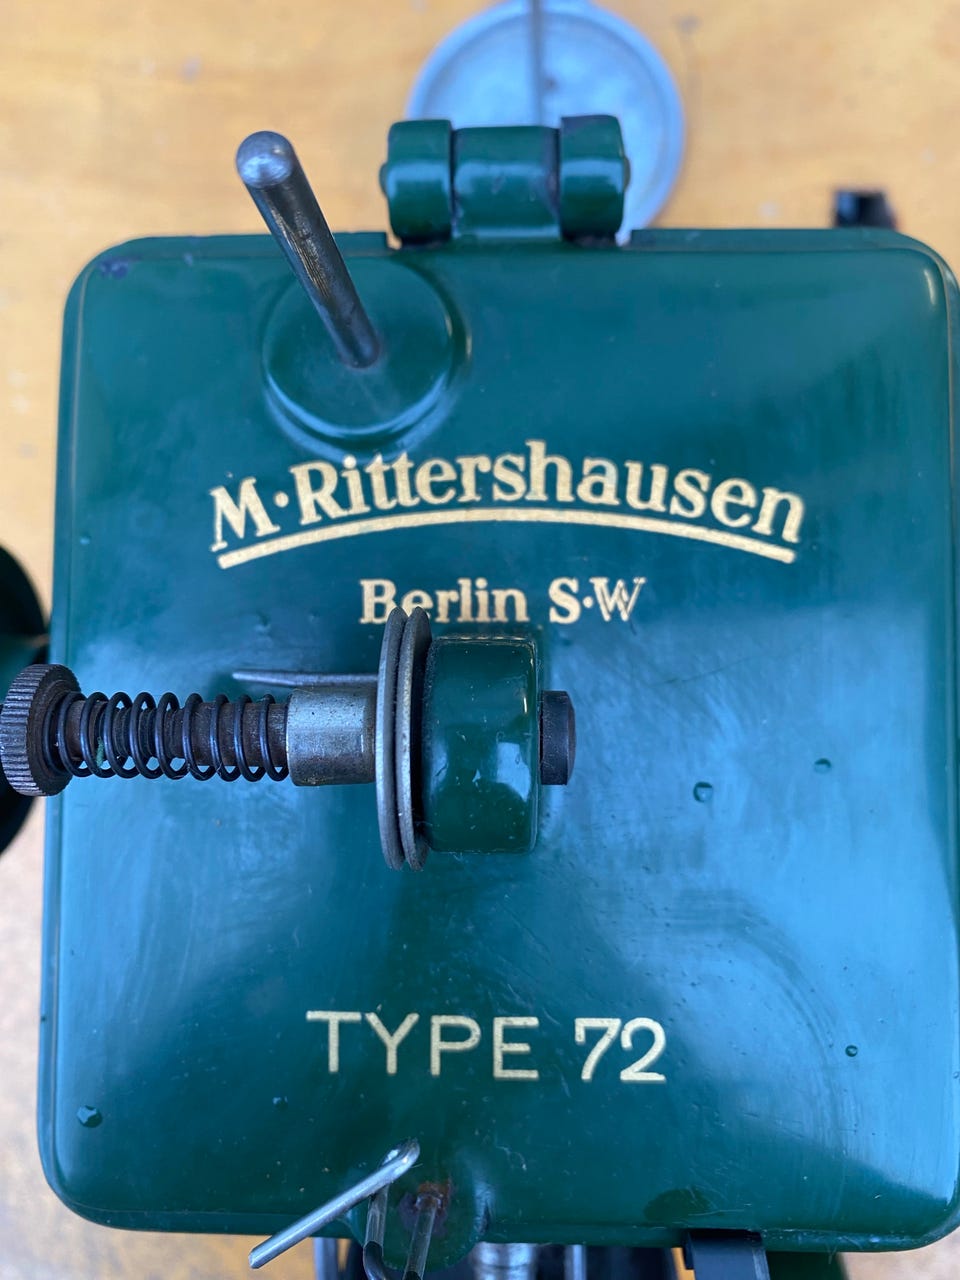 M·Rittershausen
Berlin S·W
TYPE 72